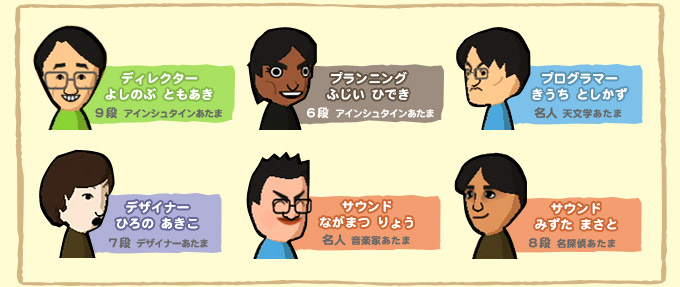 ディレクター
よしのぶ ともあき
9段 アインシュタインあたま
プランニング
ふじい ひでき
6段 アインシュタインあたま
プログラマー
きうち としかず
名人 天文学あたま
デザイナー
ひろの あきこ
7段 デザイナーあたま
サウンド
ながまつ りょう
名人 音楽家あたま
サウンド
みずた まさと
8段 名探偵あたま